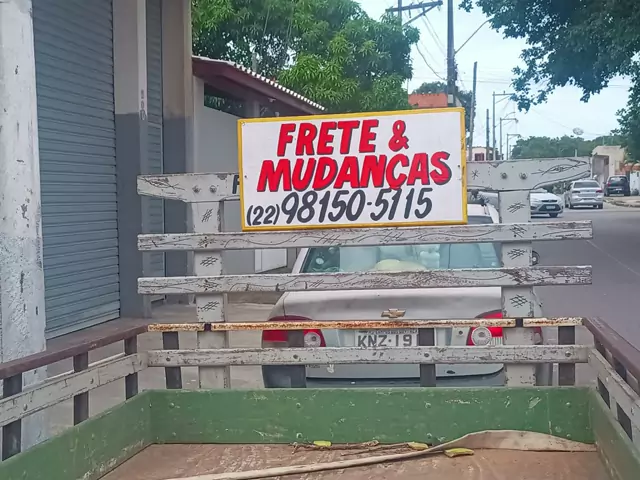 FRETE &
MUDANÇAS
(22)98150-5115
KNZ-19